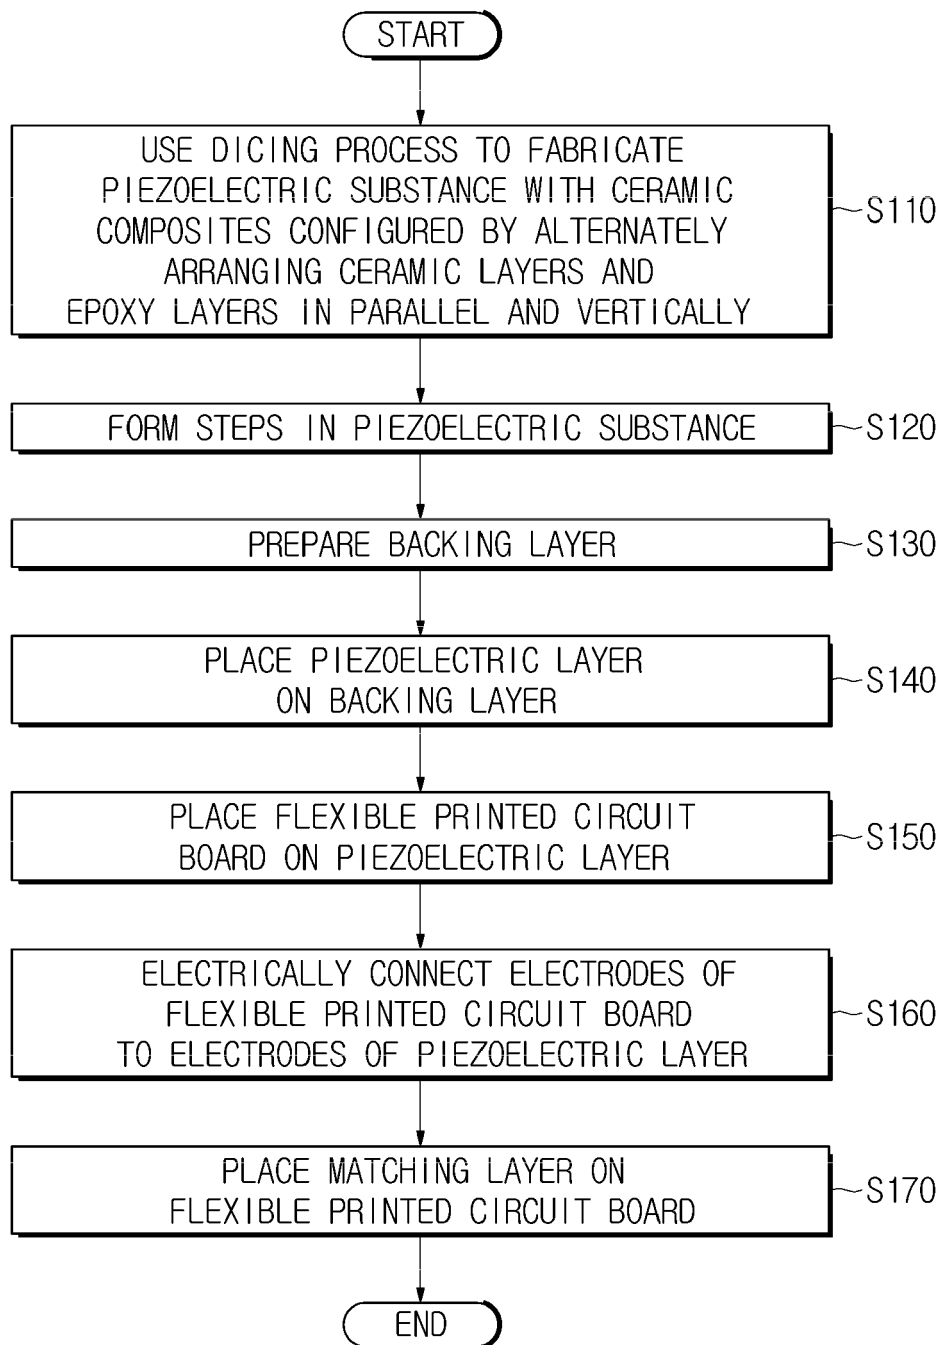 START
USE DICING PROCESS TO FABRICATE
PIEZOELECTRIC SUBSTANCE WITH CERAMIC
COMPOSITES CONFIGURED BY ALTERNATELY
ARRANGING CERAMIC LAYERS AND
EPOXY LAYERS IN PARALLEL AND VERTICALLY
S110
FORM STEPS IN PIEZOELECTRIC SUBSTANCE
S120
PREPARE BACKING LAYER
S130
PLACE PIEZOELECTRIC LAYER
ON BACKING LAYER
S140
PLACE FLEXIBLE PRINTED CIRCUIT
BOARD ON PIEZOELECTRIC LAYER
S150
ELECTRICALLY CONNECT ELECTRODES OF
FLEXIBLE PRINTED CIRCUIT BOARD
TO ELECTRODES OF PIEZOELECTRIC LAYER
S160
PLACE MATCHING LAYER ON
FLEXIBLE PRINTED CIRCUIT BOARD
S170
END